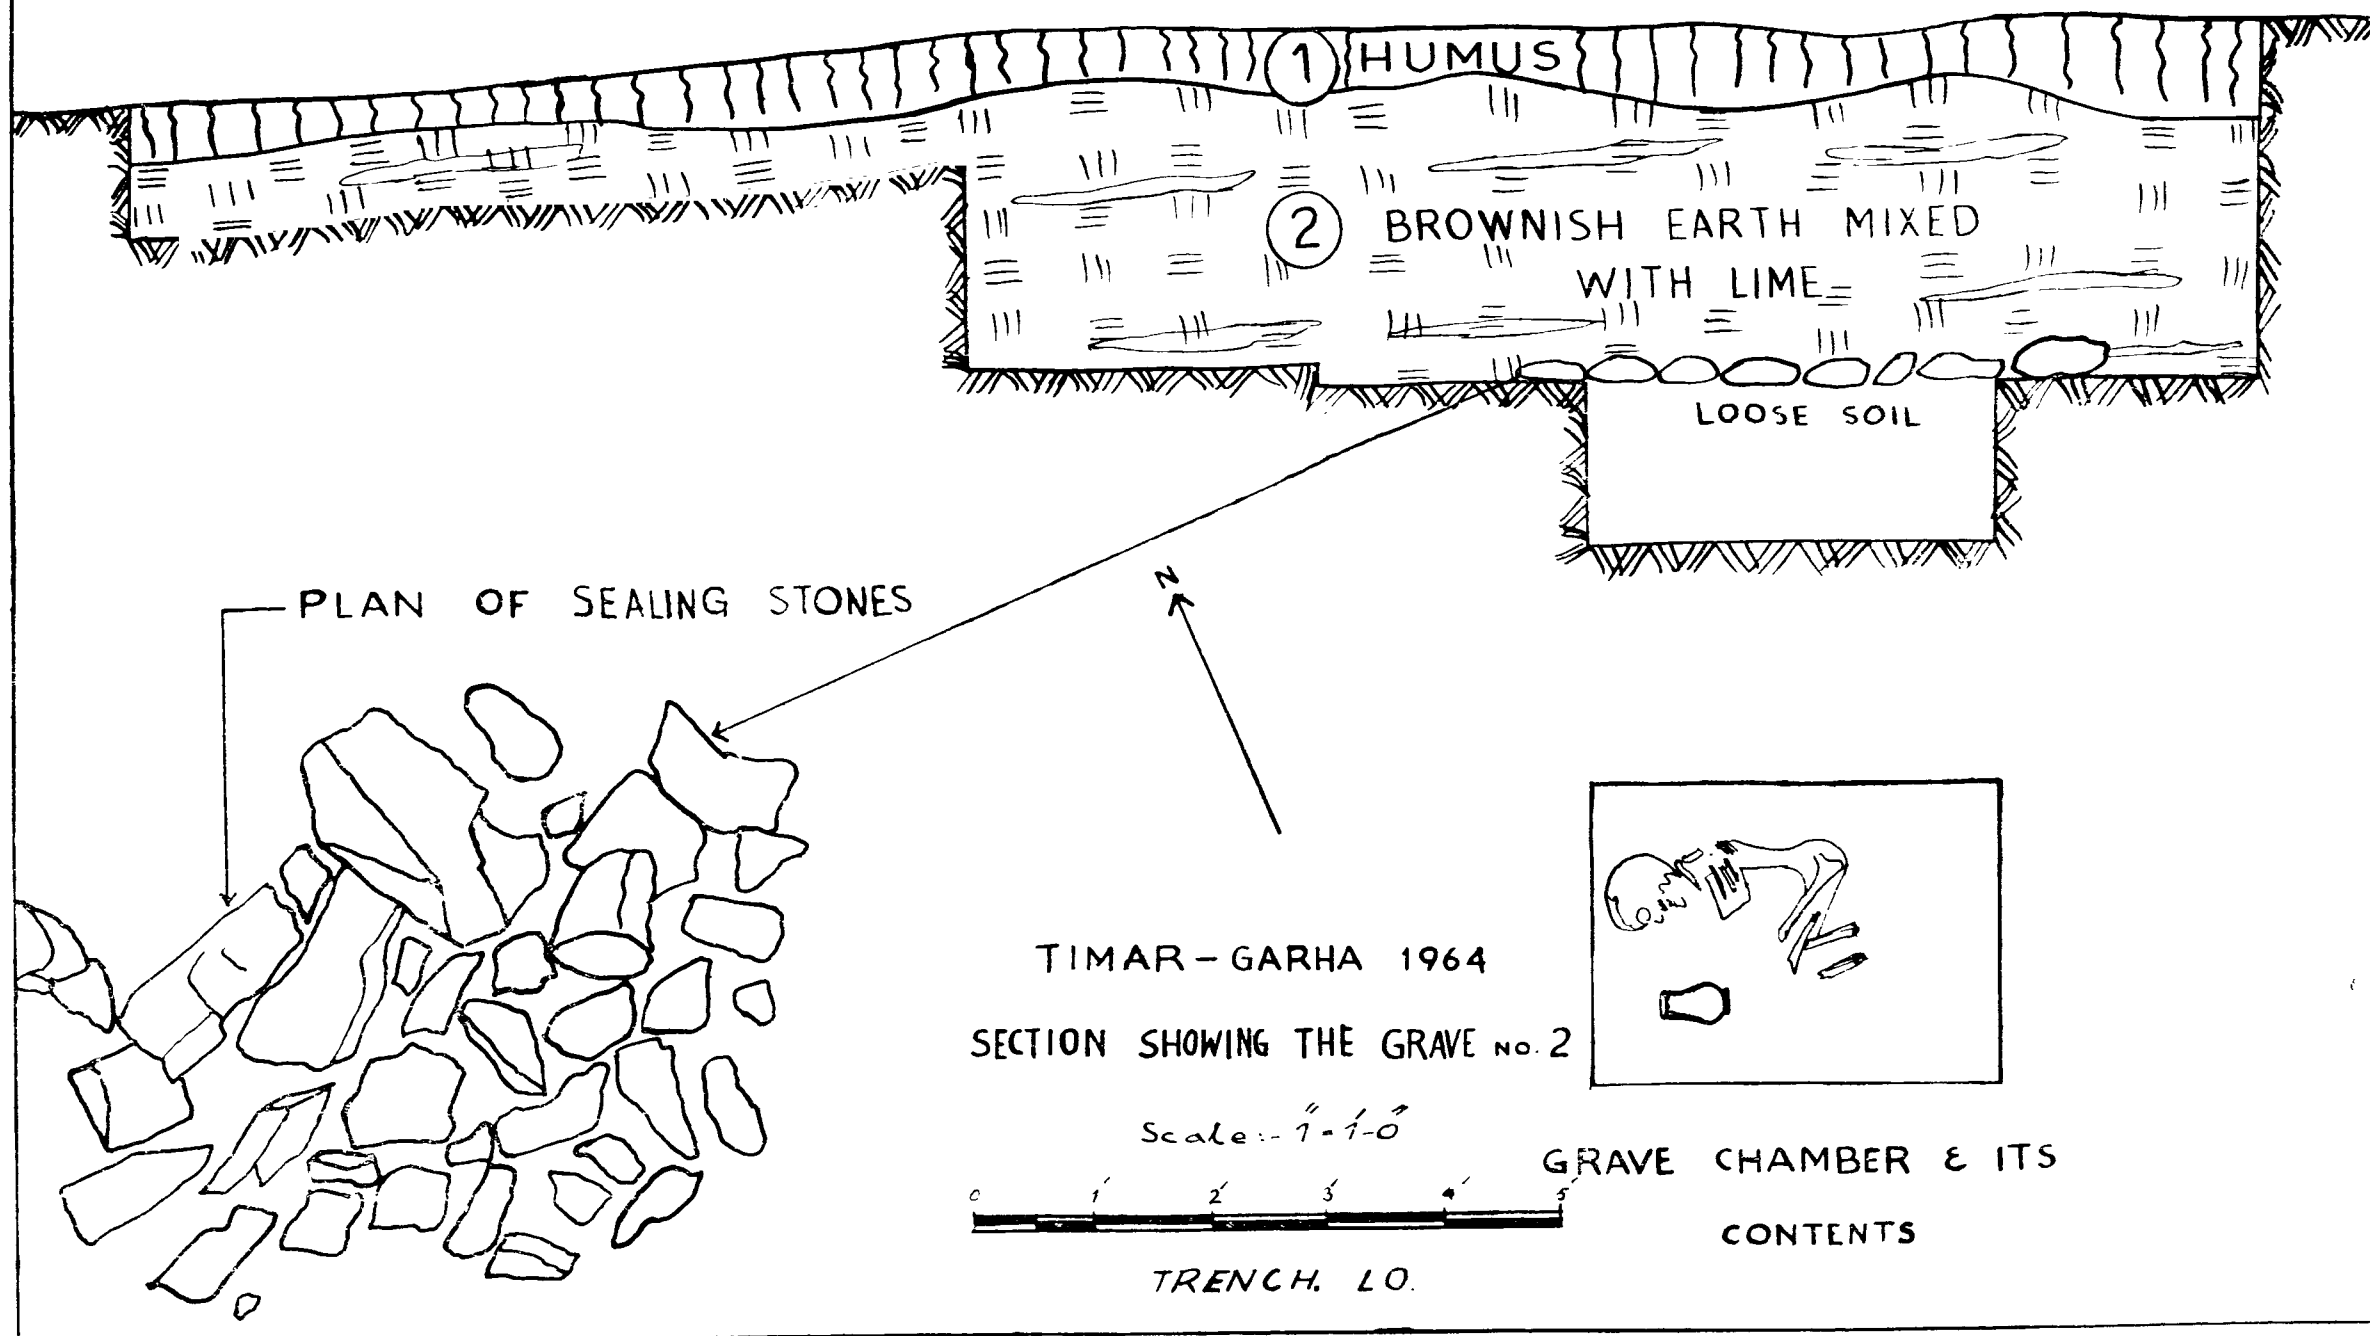 1 HUMUS
2 BROWNISH EARTH MIXED
WITH LIME
LOOSE SOIL
PLAN OF SEALING STONES
N
TIMAR-GARHA 1964
SECTION SHOWING THE GRAVE NO. 2
Scale:- 1"=1'-0"
0 1' 2' 3' 4' 5'
TRENCH. LO.
GRAVE CHAMBER & ITS
CONTENTS